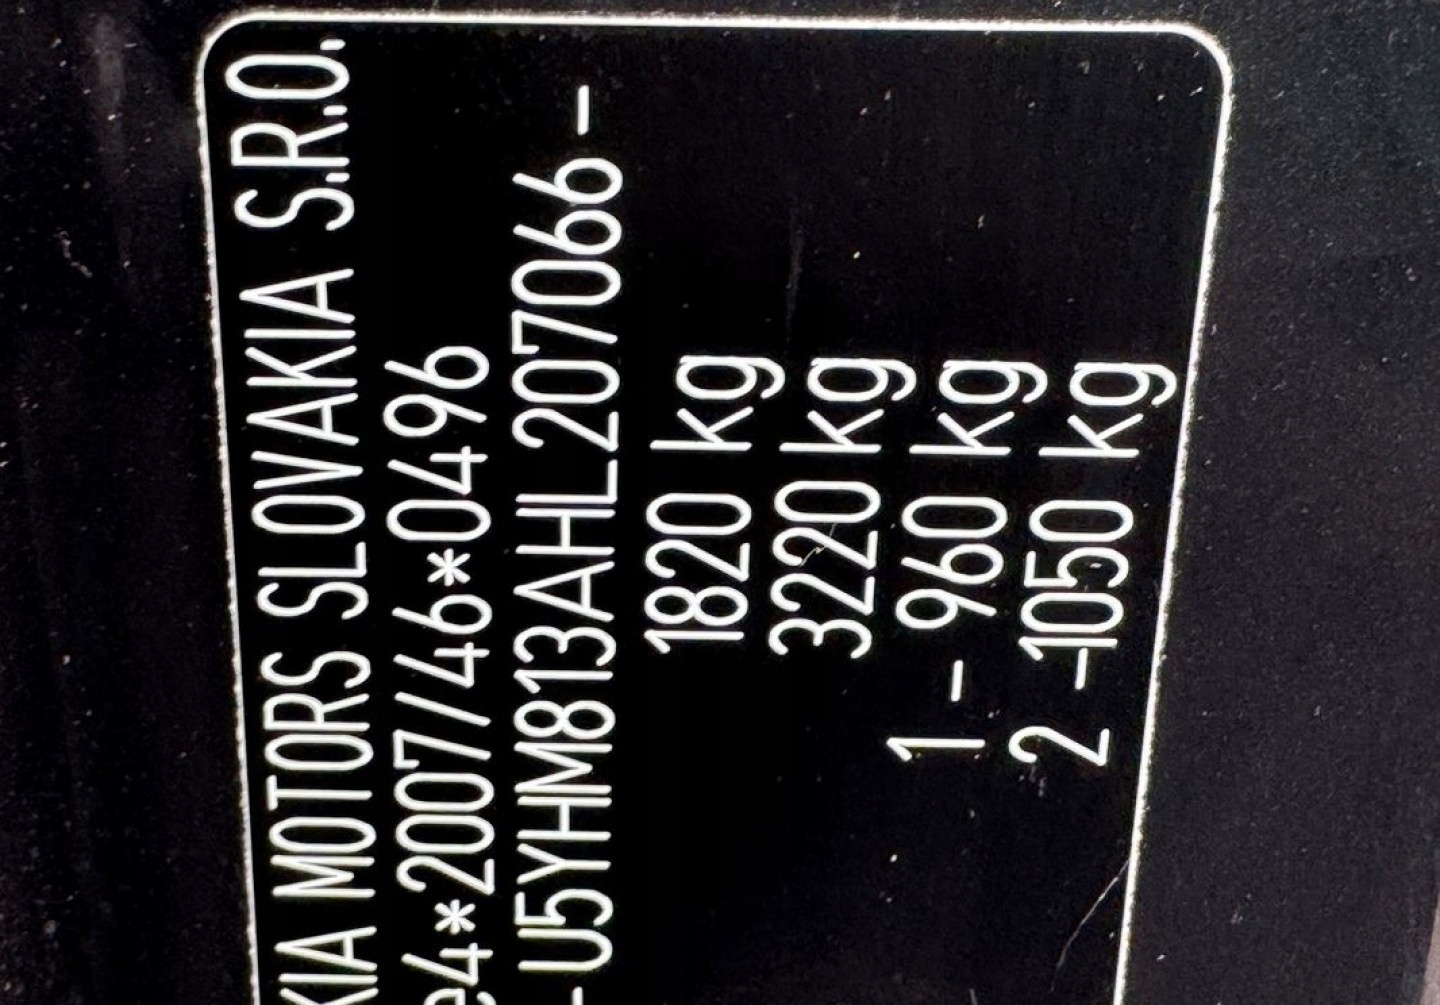 KIA MOTORS SLOVAKIA S.R.O.
e4*2007/46*0496
- U5YHM813AHL207066 -
1820 kg
3220 kg
1 - 960 kg
2 -1050 kg